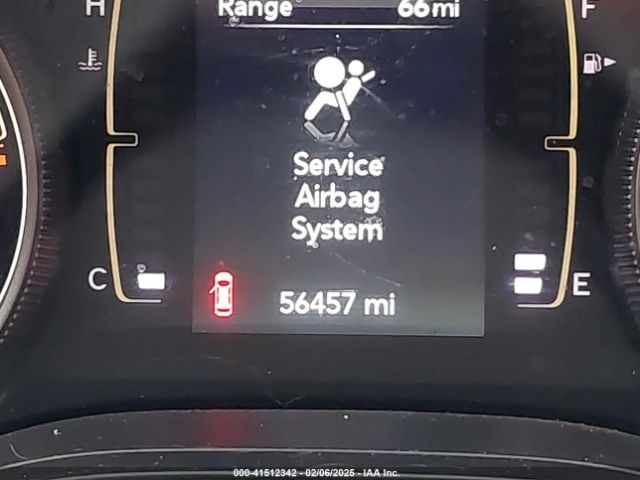 Range 66 mi
H F
Service
Airbag
System
C E
56457 mi
000-41512342 - 02/06/2025 - IAA Inc.